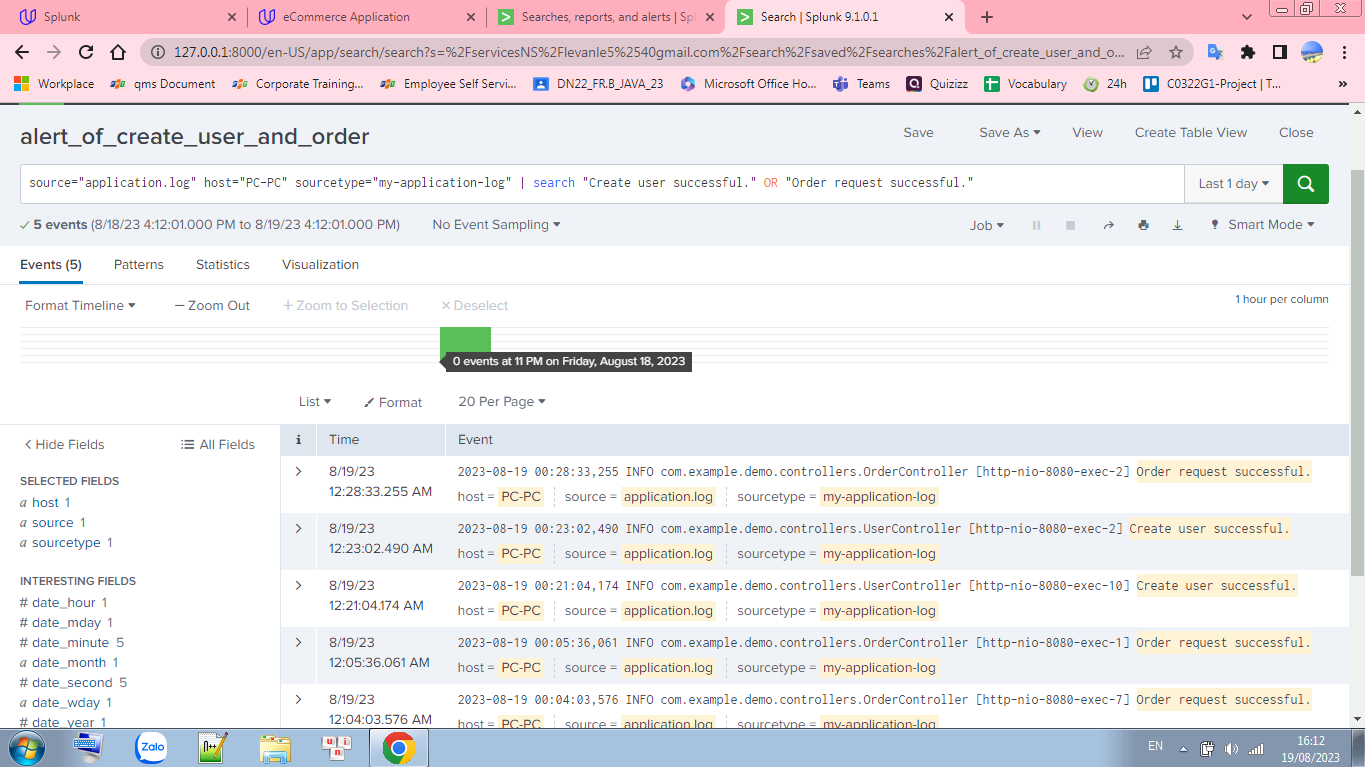 Splunk
eCommerce Application
Searches, reports, and alerts | Spl
Search | Splunk 9.1.0.1
127.0.0.1:8000/en-US/app/search/search?s=%2FservicesNS%2Flevanle5%2540gmail.com%2Fsearch%2Fsaved%2Fsearches%2Falert_of_create_user_and_o...
Workplace
qms Document
Corporate Training...
Employee Self Servi...
DN22_FR.B_JAVA_23
Microsoft Office Ho...
Teams
Quizizz
Vocabulary
24h
C0322G1-Project | T...
»
alert_of_create_user_and_order
Save
Save As
View
Create Table View
Close
source="application.log" host="PC-PC" sourcetype="my-application-log" | search "Create user successful." OR "Order request successful."
Last 1 day
5 events (8/18/23 4:12:01.000 PM to 8/19/23 4:12:01.000 PM)
No Event Sampling
Job
Smart Mode
Events (5)
Patterns
Statistics
Visualization
Format Timeline
— Zoom Out
+ Zoom to Selection
× Deselect
1 hour per column
0 events at 11 PM on Friday, August 18, 2023
List
Format
20 Per Page
Hide Fields
All Fields
i
Time
Event
SELECTED FIELDS
a host 1
a source 1
a sourcetype 1
INTERESTING FIELDS
# date_hour 1
# date_mday 1
# date_minute 5
a date_month 1
# date_second 5
a date_wday 1
# date_year 1
8/19/23
12:28:33.255 AM
2023-08-19 00:28:33,255 INFO com.example.demo.controllers.OrderController [http-nio-8080-exec-2] Order request successful.
host = PC-PC source = application.log sourcetype = my-application-log
8/19/23
12:23:02.490 AM
2023-08-19 00:23:02,490 INFO com.example.demo.controllers.UserController [http-nio-8080-exec-2] Create user successful.
host = PC-PC source = application.log sourcetype = my-application-log
8/19/23
12:21:04.174 AM
2023-08-19 00:21:04,174 INFO com.example.demo.controllers.UserController [http-nio-8080-exec-10] Create user successful.
host = PC-PC source = application.log sourcetype = my-application-log
8/19/23
12:05:36.061 AM
2023-08-19 00:05:36,061 INFO com.example.demo.controllers.OrderController [http-nio-8080-exec-1] Order request successful.
host = PC-PC source = application.log sourcetype = my-application-log
8/19/23
12:04:03.576 AM
2023-08-19 00:04:03,576 INFO com.example.demo.controllers.OrderController [http-nio-8080-exec-7] Order request successful.
host = PC-PC source = application.log sourcetype = my-application-log
Zalo
EN
16:12
19/08/2023